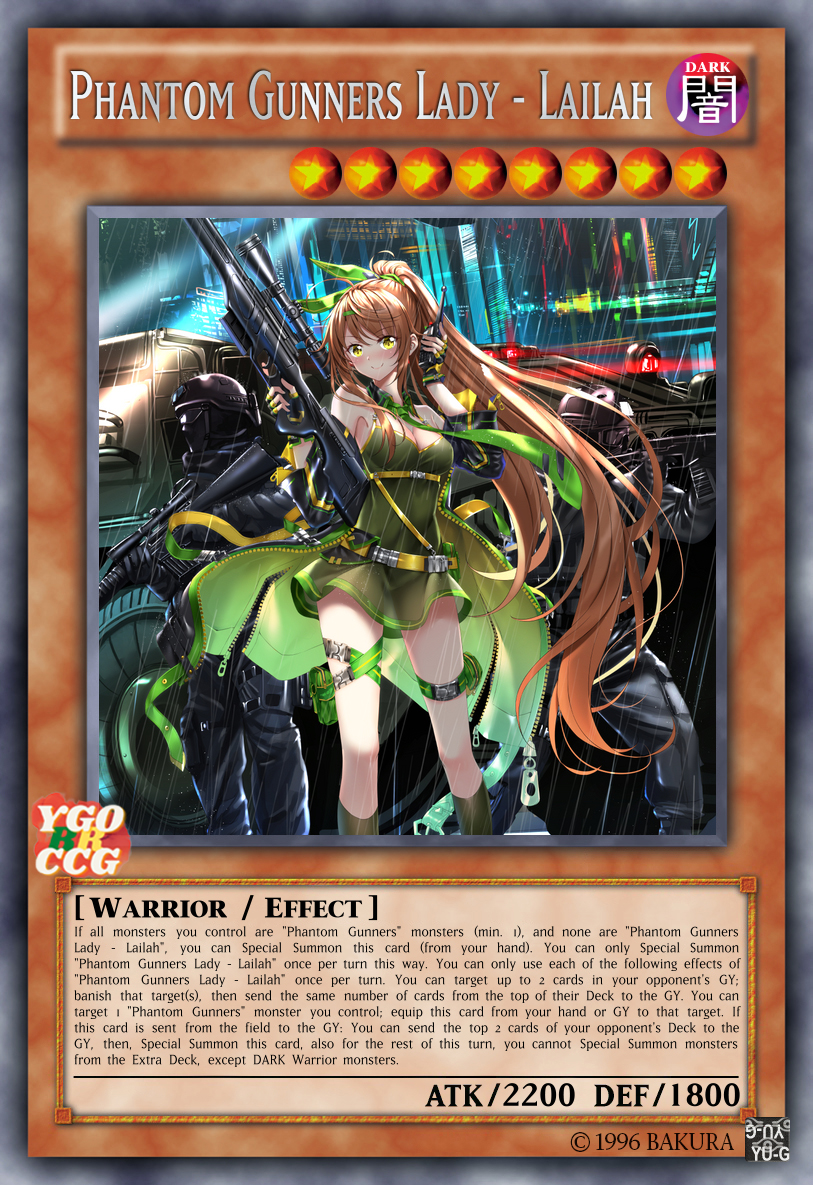 PHANTOM GUNNERS LADY - LAILAH
DARK
闇
YGO
RR
CCG
[ WARRIOR / EFFECT ]
If all monsters you control are "Phantom Gunners" monsters (min. 1), and none are "Phantom Gunners
Lady - Lailah", you can Special Summon this card (from your hand). You can only Special Summon
"Phantom Gunners Lady - Lailah" once per turn this way. You can only use each of the following effects of
"Phantom Gunners Lady - Lailah" once per turn. You can target up to 2 cards in your opponent's GY;
banish that target(s), then send the same number of cards from the top of their Deck to the GY. You can
target 1 "Phantom Gunners" monster you control; equip this card from your hand or GY to that target. If
this card is sent from the field to the GY: You can send the top 2 cards of your opponent's Deck to the
GY, then, Special Summon this card, also for the rest of this turn, you cannot Special Summon monsters
from the Extra Deck, except DARK Warrior monsters.
ATK/2200 DEF/1800
© 1996 BAKURA
YU-G